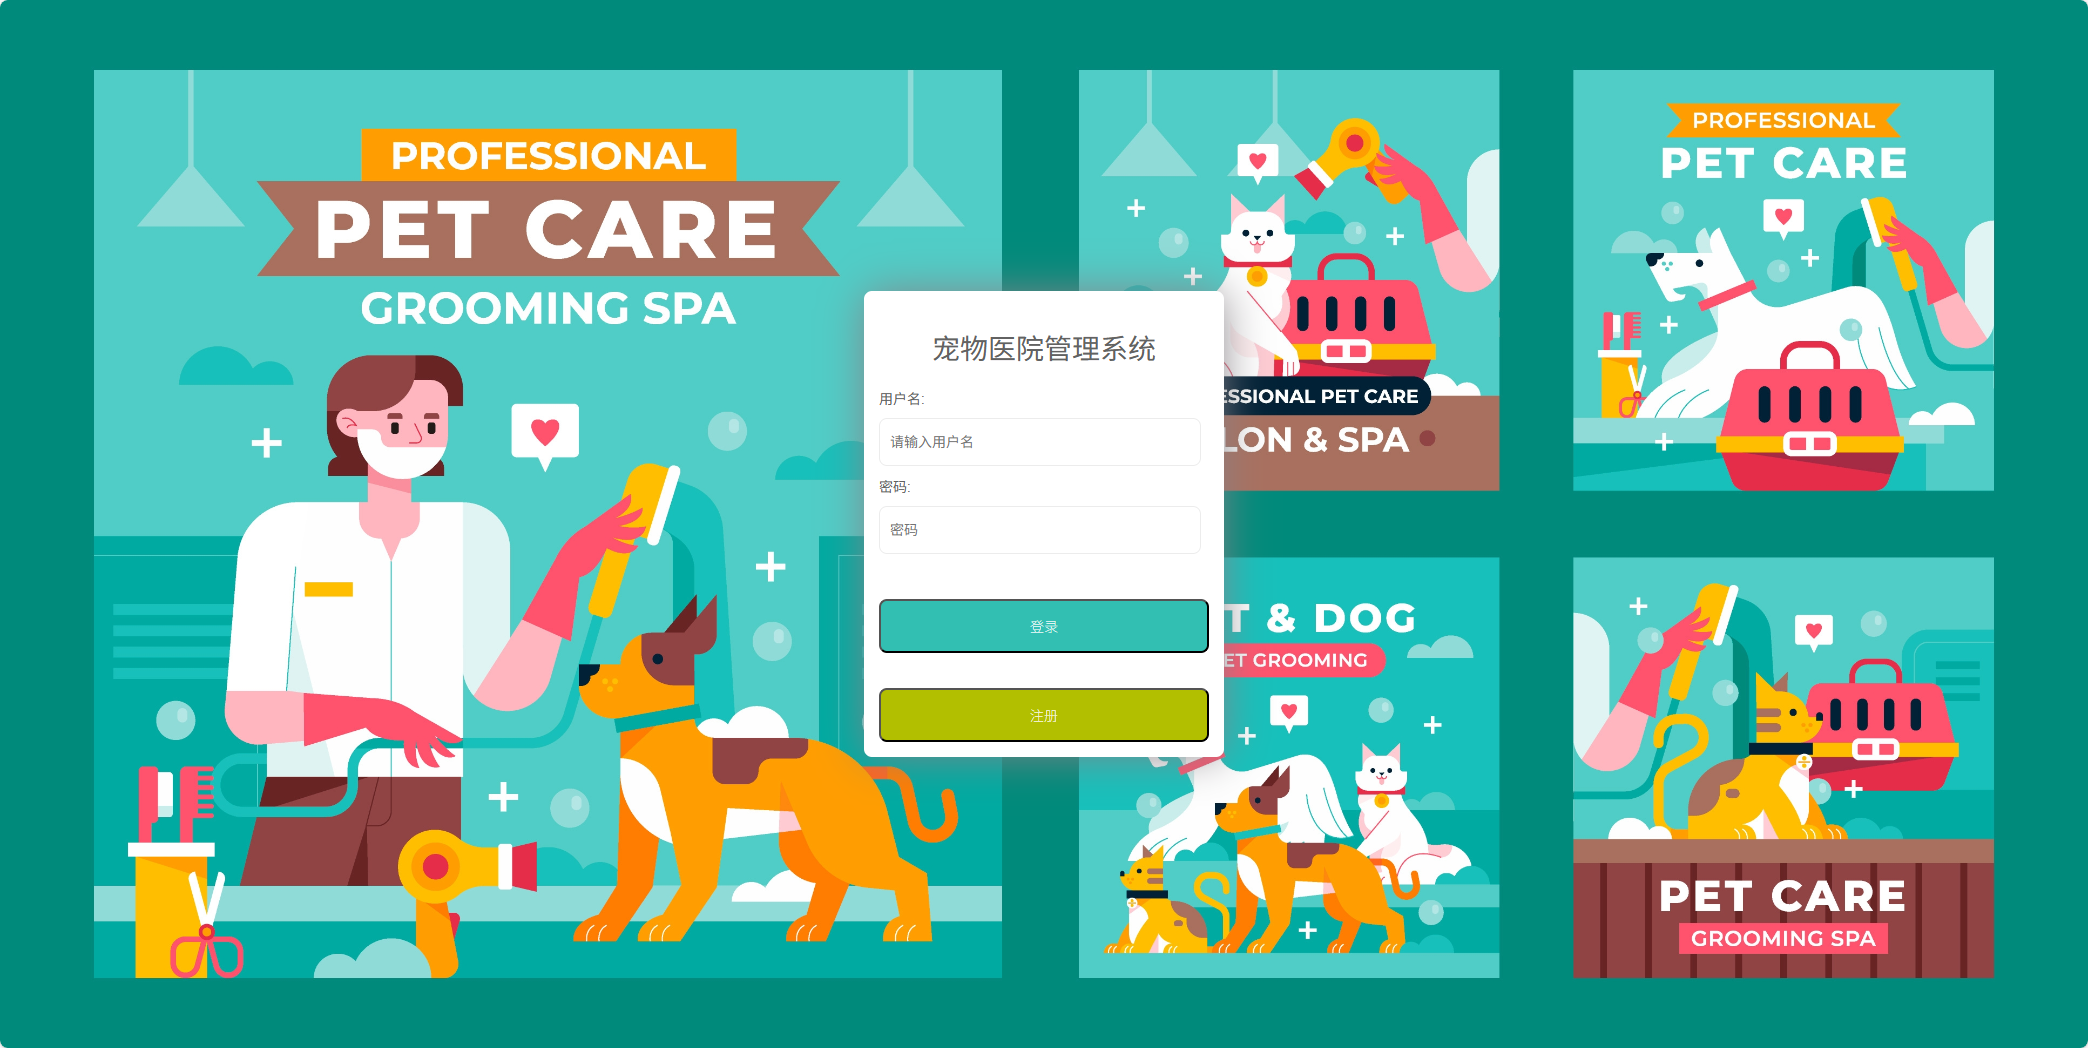 PROFESSIONAL
PET CARE
GROOMING SPA
ESSIONAL PET CARE
LON & SPA
PROFESSIONAL
PET CARE
宠物医院管理系统
用户名:
请输入用户名
密码:
密码
登录
注册
T & DOG
ET GROOMING
PET CARE
GROOMING SPA